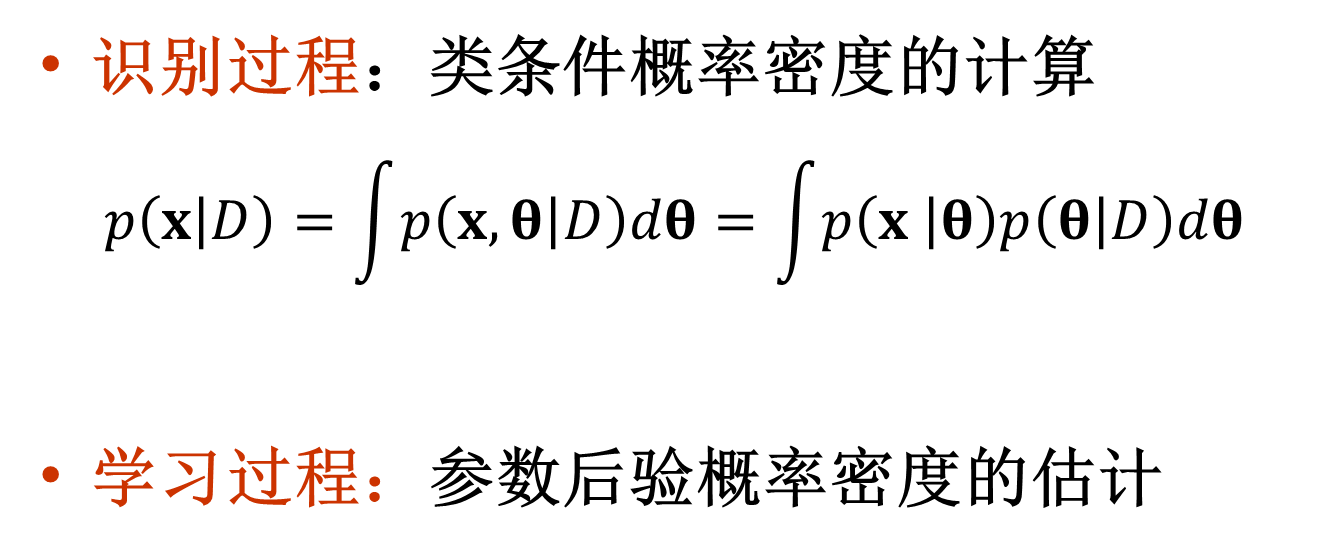 • 识别过程：类条件概率密度的计算
p(𝐱|D) = ∫p(𝐱, 𝛉|D)d𝛉 = ∫p(𝐱 |𝛉)p(𝛉|D)d𝛉
• 学习过程：参数后验概率密度的估计